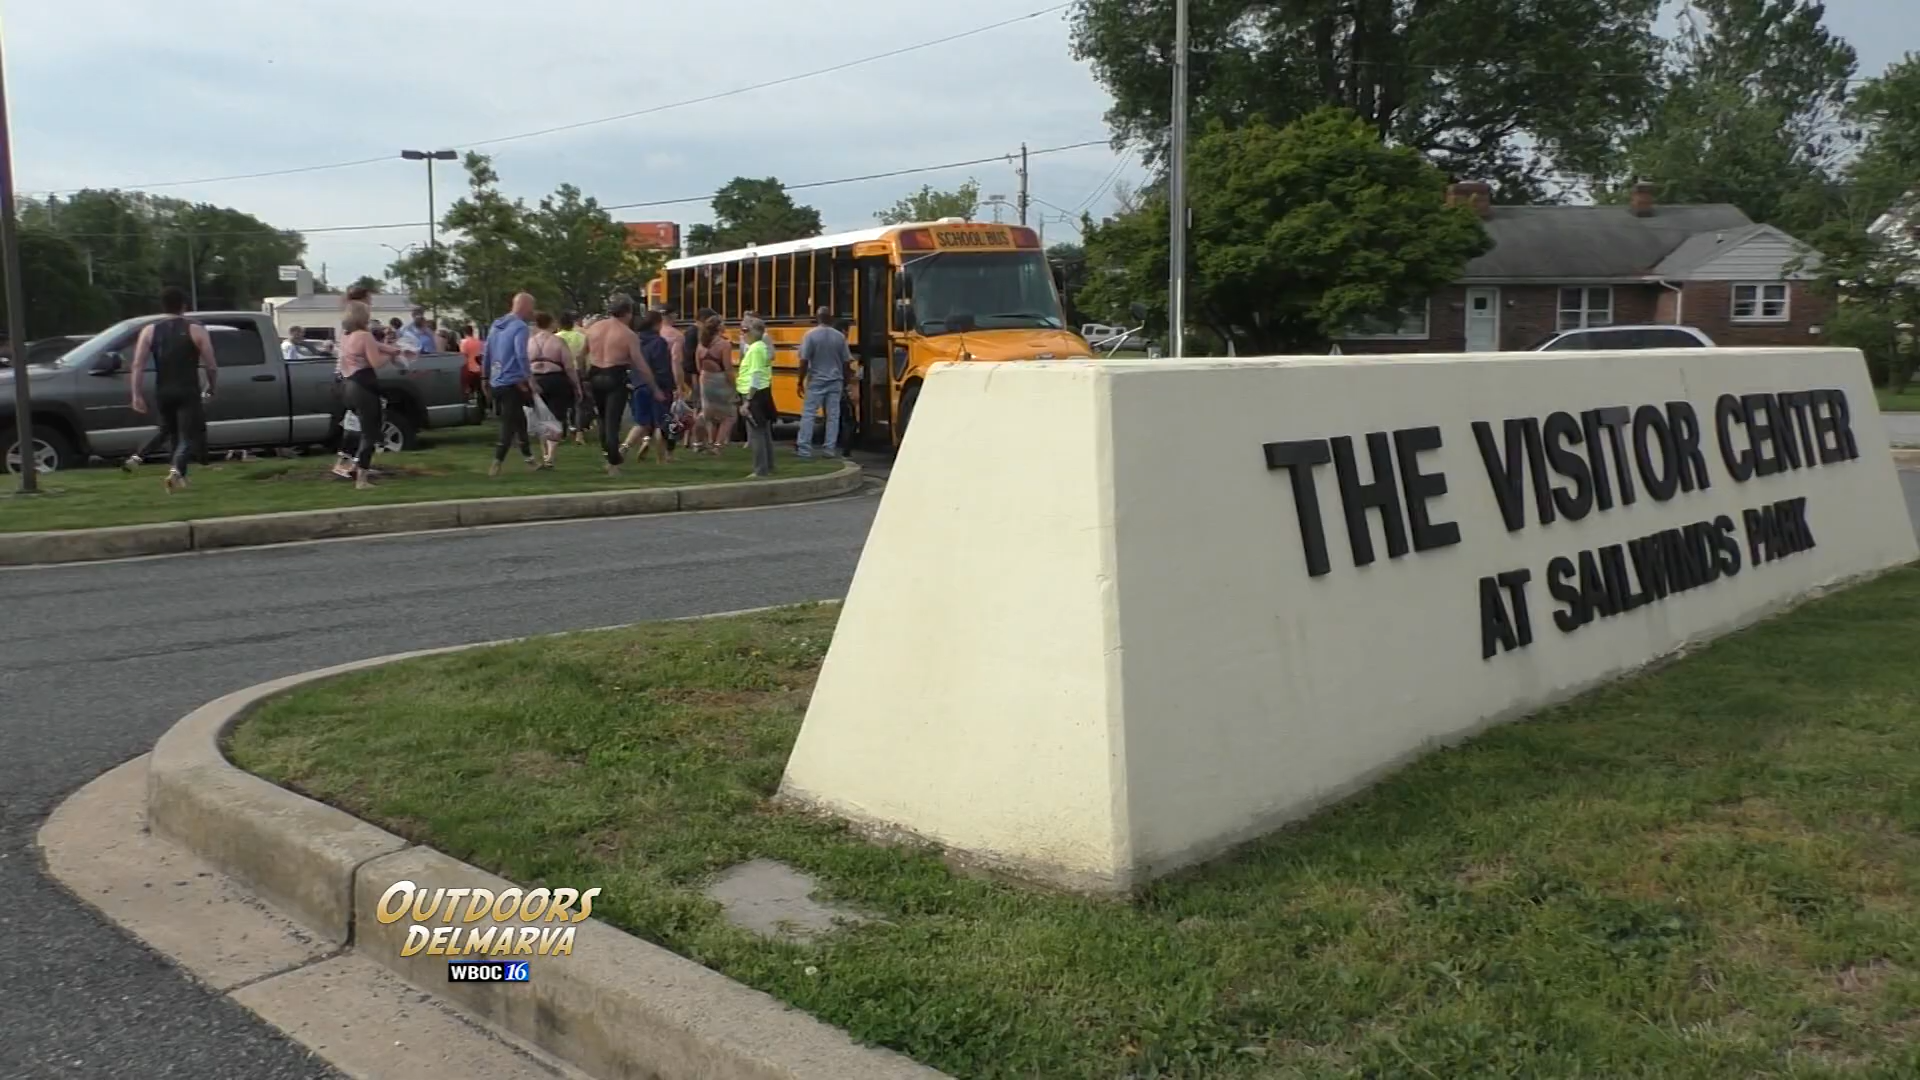 SCHOOL BUS
THE VISITOR CENTER
AT SAILWINDS PARK
OUTDOORS
DELMARVA
WBOC 16